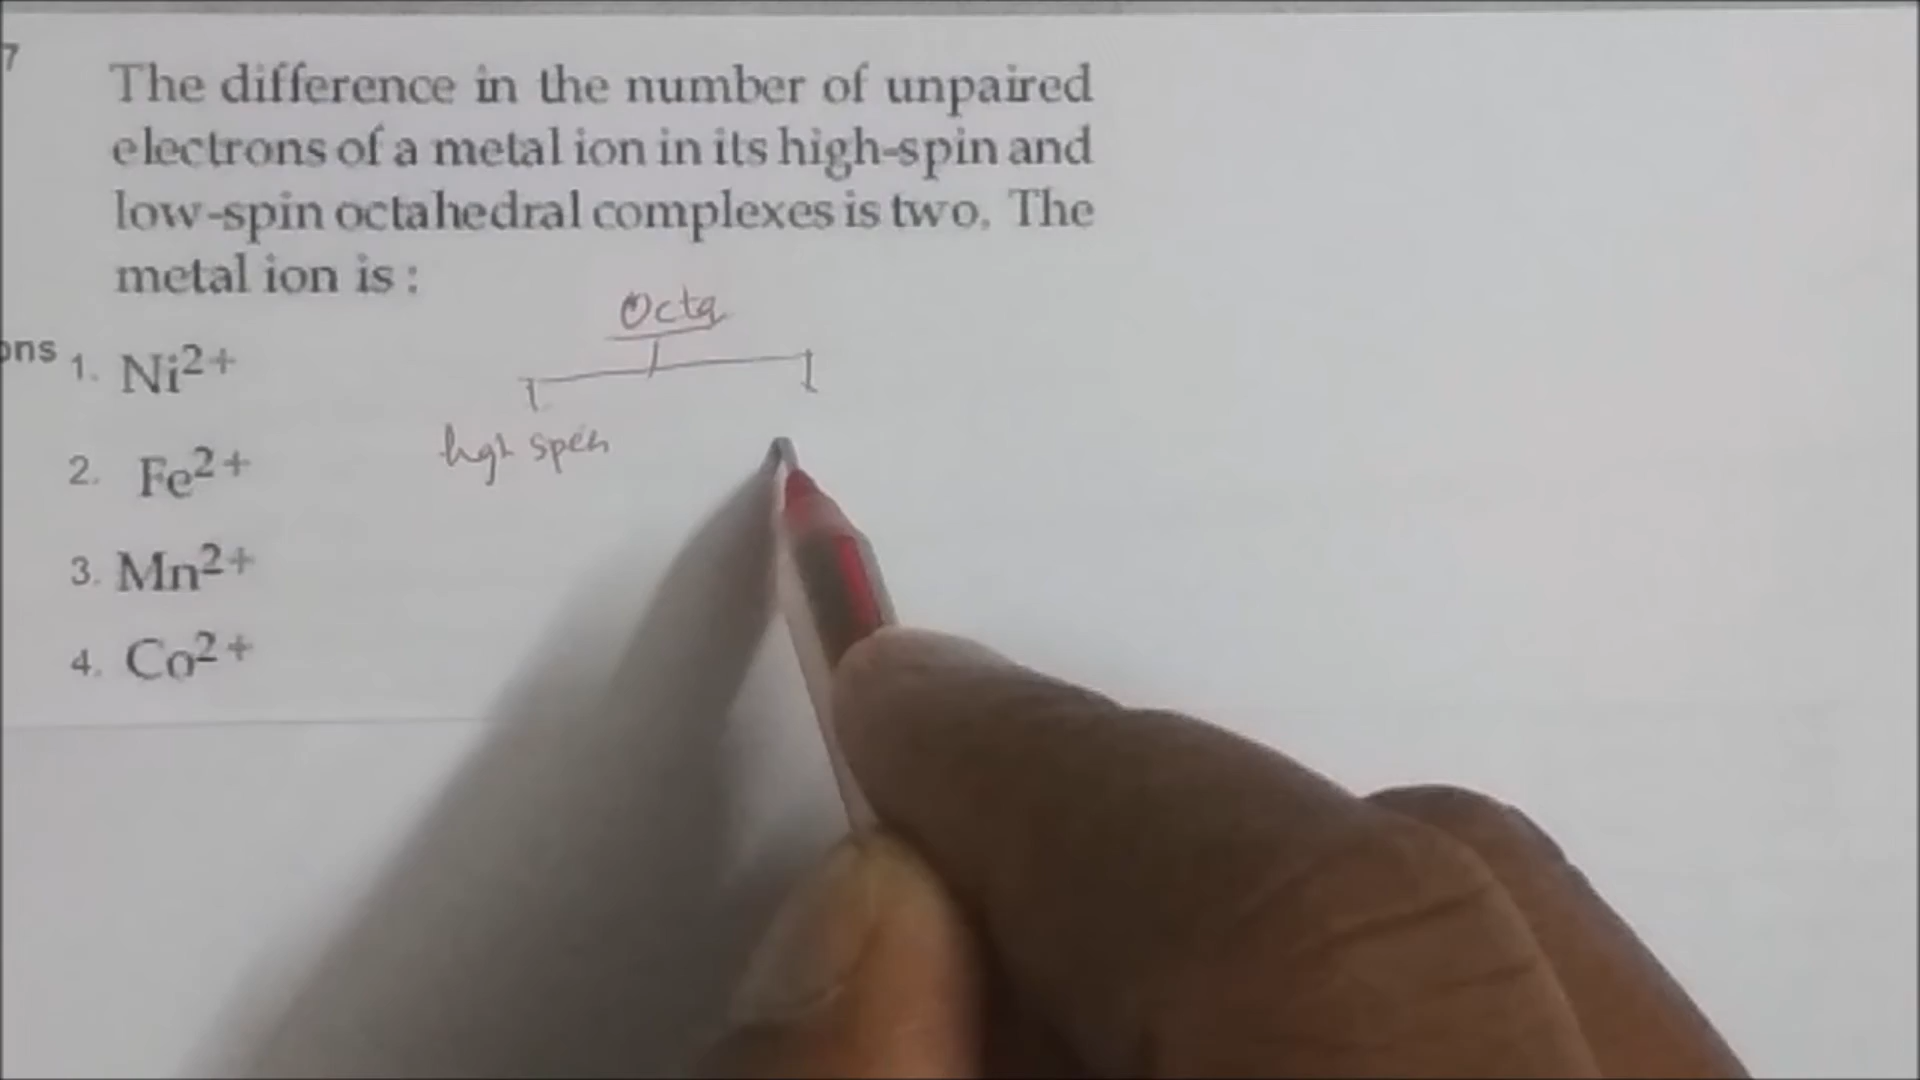 7
The difference in the number of unpaired
electrons of a metal ion in its high-spin and
low-spin octahedral complexes is two. The
metal ion is :
Octa
ons 1. Ni2+
high spin
2. Fe2+
3. Mn2+
4. Co2+